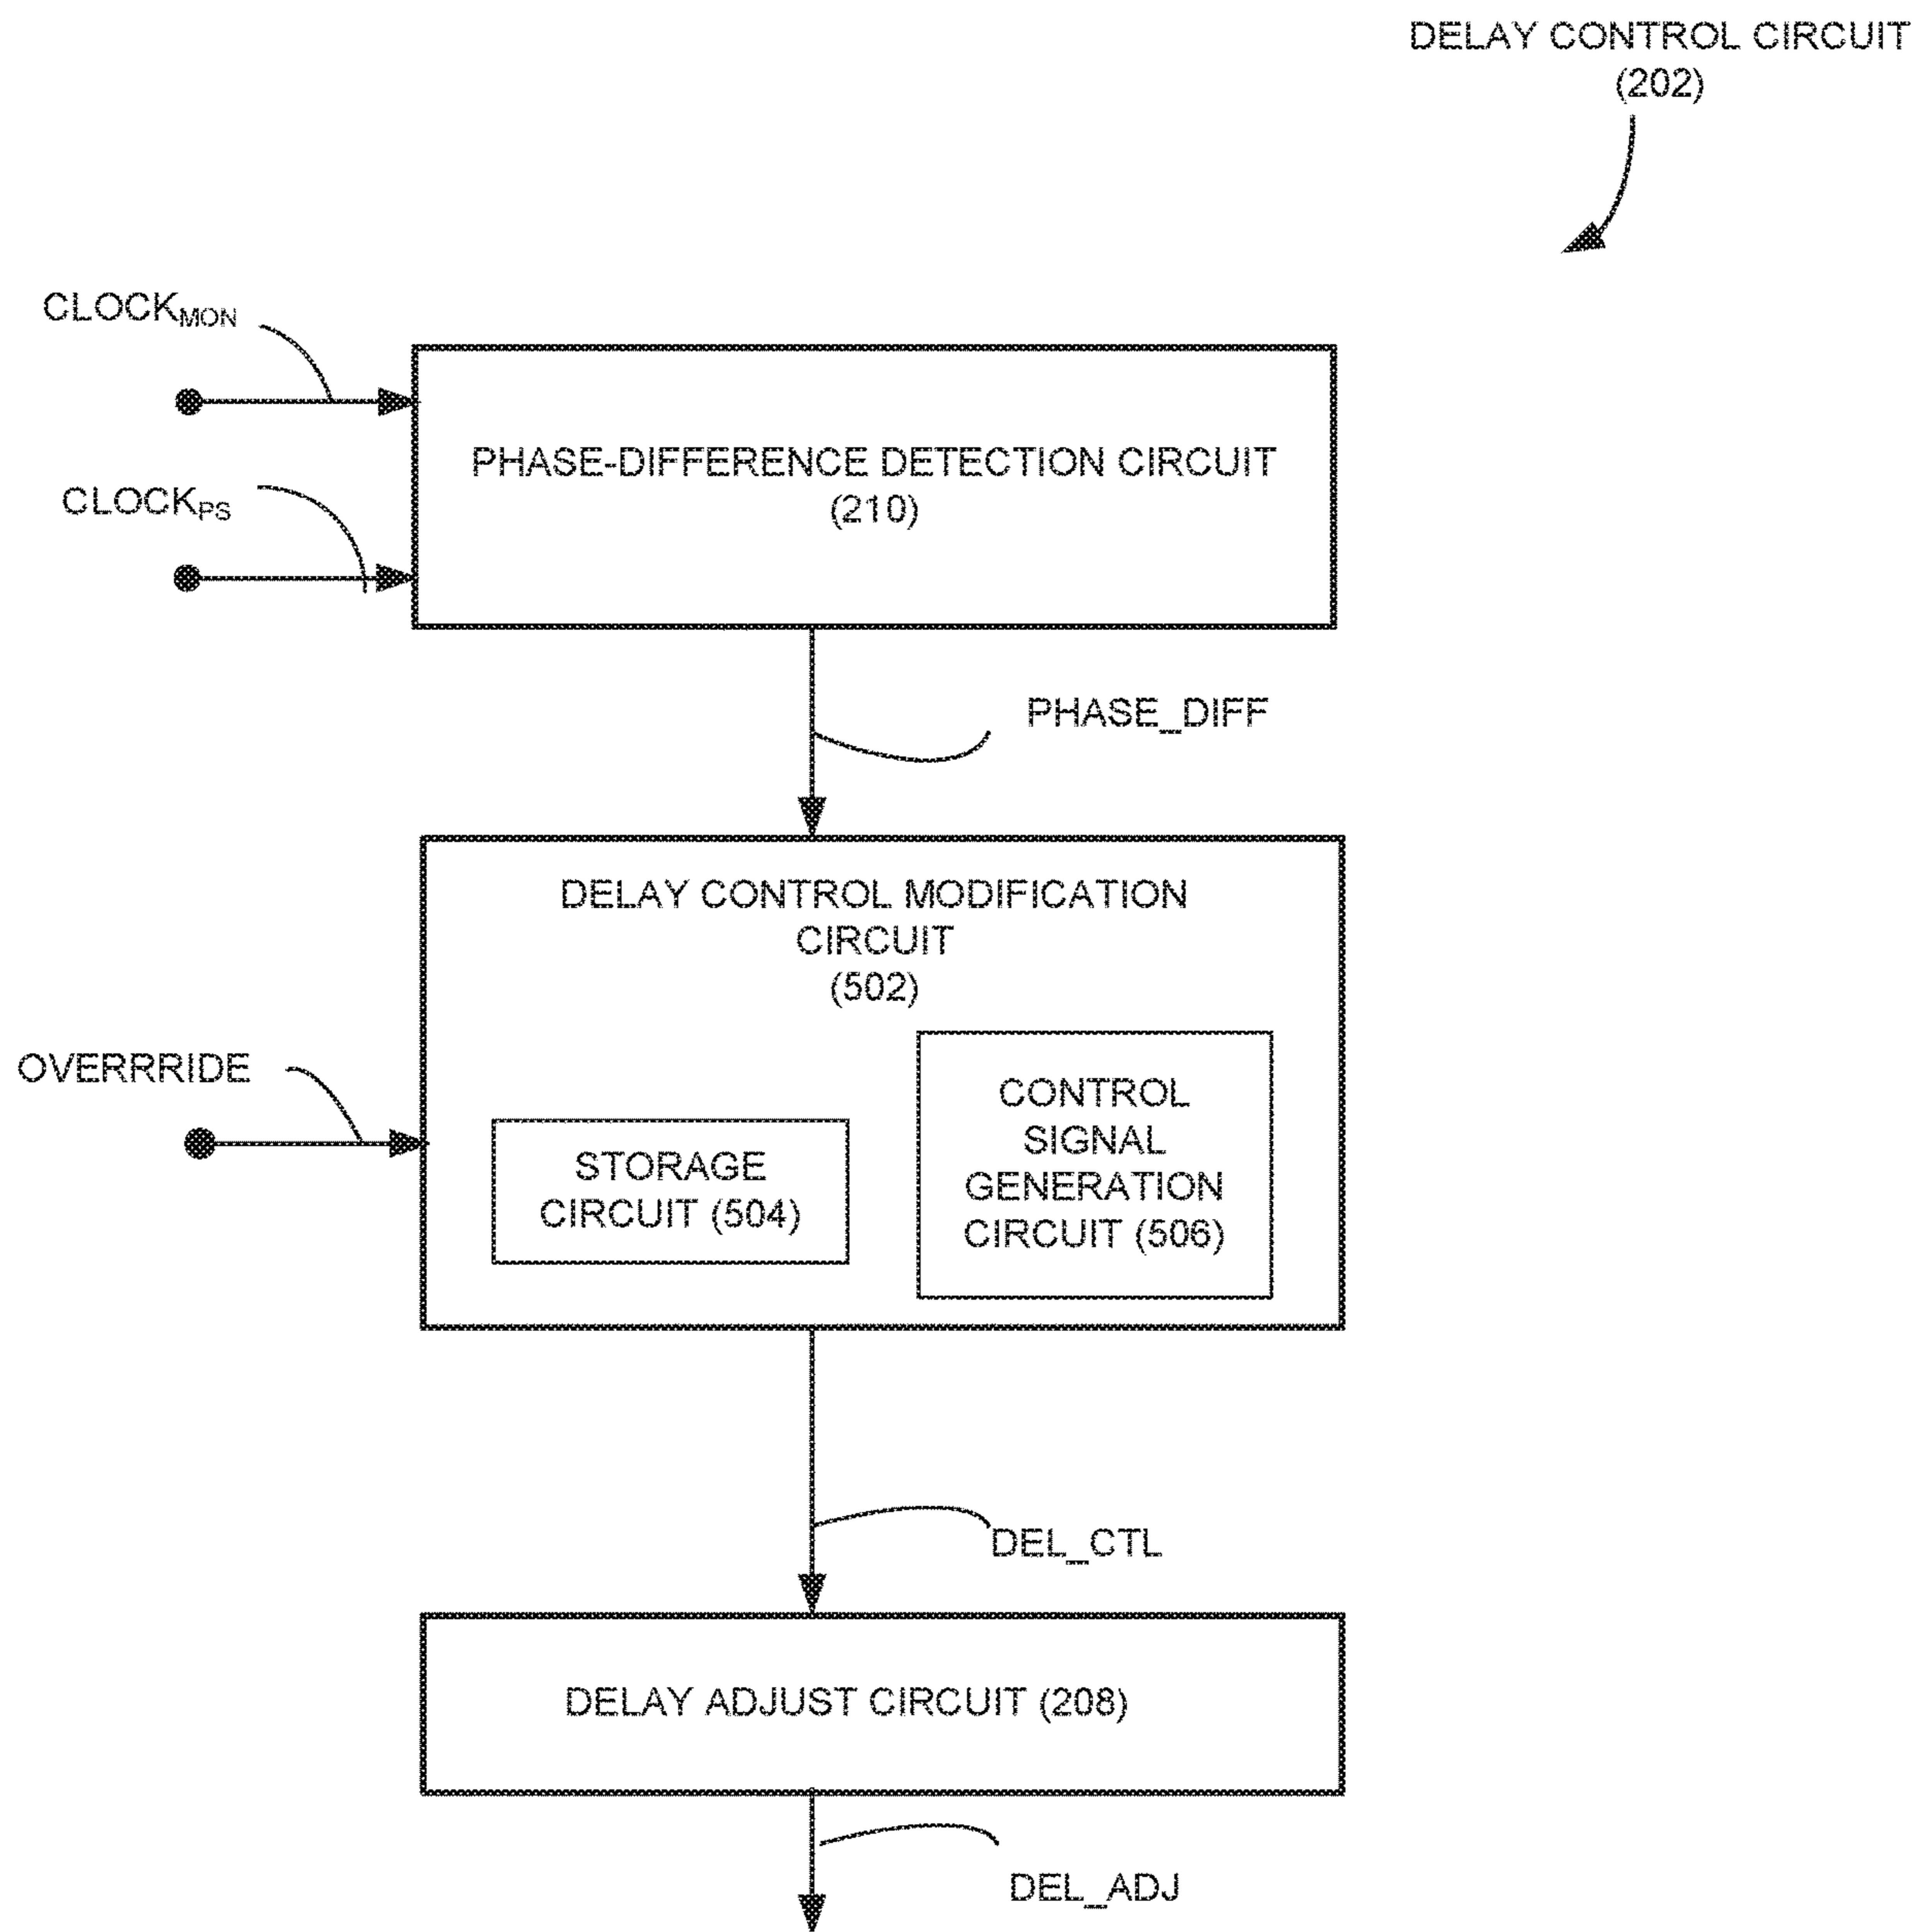 DELAY CONTROL CIRCUIT
(202)
CLOCKMON
PHASE-DIFFERENCE DETECTION CIRCUIT
(210)
CLOCKPS
PHASE_DIFF
DELAY CONTROL MODIFICATION
CIRCUIT
(502)
OVERRRIDE
STORAGE
CIRCUIT (504)
CONTROL
SIGNAL
GENERATION
CIRCUIT (506)
DEL_CTL
DELAY ADJUST CIRCUIT (208)
DEL_ADJ